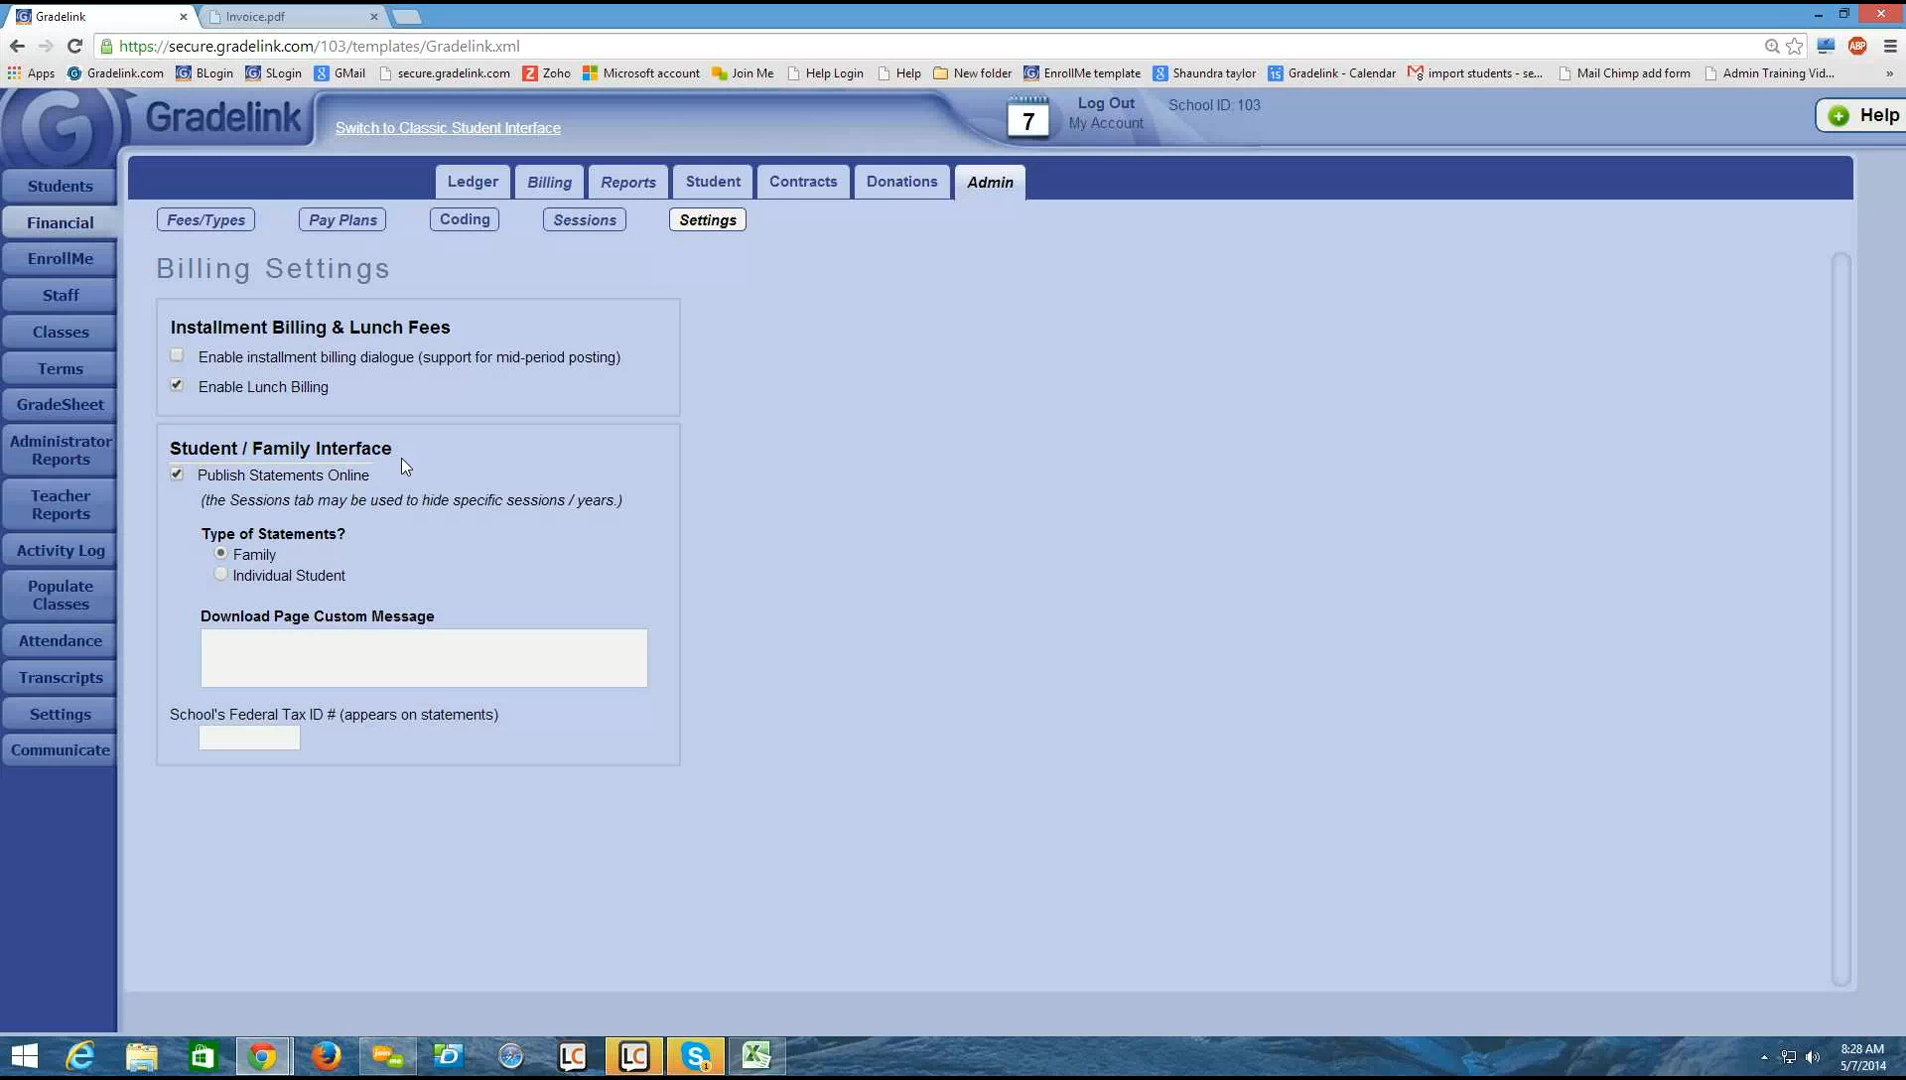 Gradelink
Invoice.pdf
https://secure.gradelink.com/103/templates/Gradelink.xml
ABP
Apps
Gradelink.com
BLogin
SLogin
GMail
secure.gradelink.com
Zoho
Microsoft account
Join Me
Help Login
Help
New folder
EnrollMe template
Shaundra taylor
Gradelink - Calendar
import students - se...
Mail Chimp add form
Admin Training Vid...
»
Gradelink
Switch to Classic Student Interface
7
Log Out
My Account
School ID: 103
Help
Ledger
Billing
Reports
Student
Contracts
Donations
Admin
Fees/Types
Pay Plans
Coding
Sessions
Settings
Students
Financial
EnrollMe
Staff
Classes
Terms
GradeSheet
Administrator
Reports
Teacher
Reports
Activity Log
Populate
Classes
Attendance
Transcripts
Settings
Communicate
Billing Settings
Installment Billing & Lunch Fees
Enable installment billing dialogue (support for mid-period posting)
Enable Lunch Billing
Student / Family Interface
Publish Statements Online
(the Sessions tab may be used to hide specific sessions / years.)
Type of Statements?
Family
Individual Student
Download Page Custom Message
School's Federal Tax ID # (appears on statements)
LC
LC
8:28 AM
5/7/2014